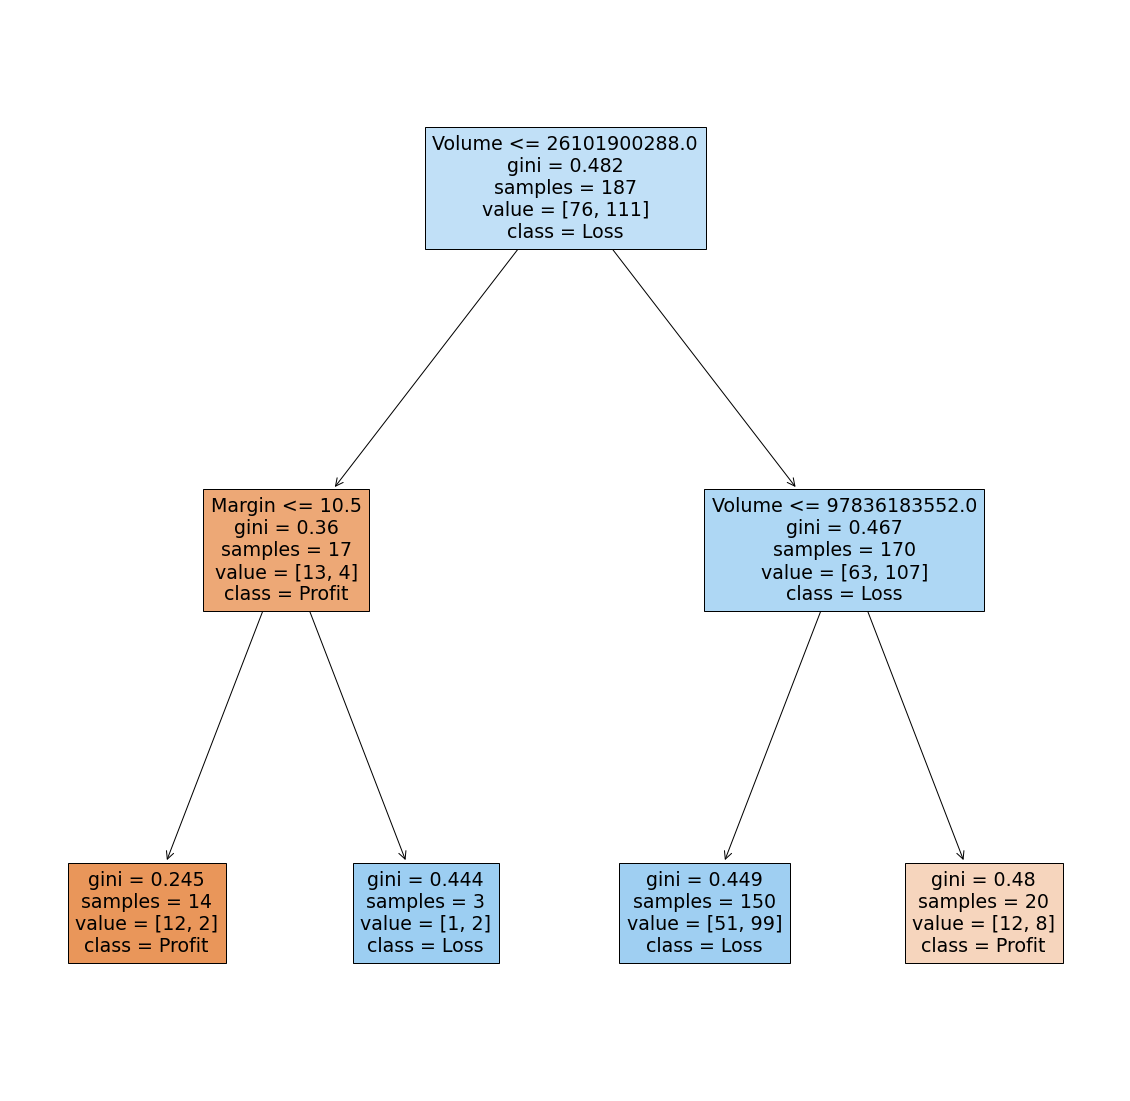 Volume <= 26101900288.0
gini = 0.482
samples = 187
value = [76, 111]
class = Loss
Margin <= 10.5
gini = 0.36
samples = 17
value = [13, 4]
class = Profit
Volume <= 97836183552.0
gini = 0.467
samples = 170
value = [63, 107]
class = Loss
gini = 0.245
samples = 14
value = [12, 2]
class = Profit
gini = 0.444
samples = 3
value = [1, 2]
class = Loss
gini = 0.449
samples = 150
value = [51, 99]
class = Loss
gini = 0.48
samples = 20
value = [12, 8]
class = Profit